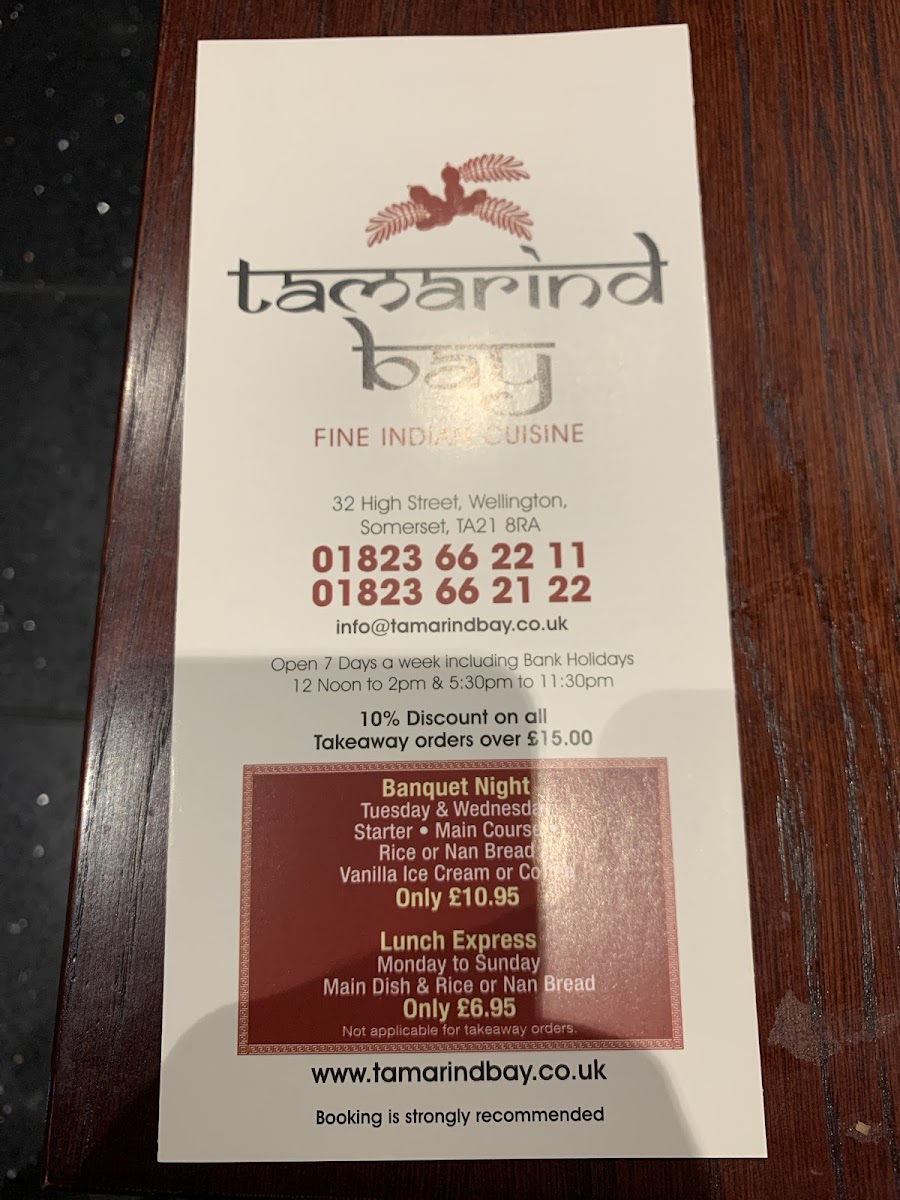 tamarind
bay
FINE INDIAN CUISINE
32 High Street, Wellington,
Somerset, TA21 8RA
01823 66 22 11
01823 66 21 22
info@tamarindbay.co.uk
Open 7 Days a week including Bank Holidays
12 Noon to 2pm & 5:30pm to 11:30pm
10% Discount on all
Takeaway orders over £15.00
Banquet Night
Tuesday & Wednesday
Starter • Main Course •
Rice or Nan Bread
Vanilla Ice Cream or Coffee
Only £10.95
Lunch Express
Monday to Sunday
Main Dish & Rice or Nan Bread
Only £6.95
Not applicable for takeaway orders.
www.tamarindbay.co.uk
Booking is strongly recommended